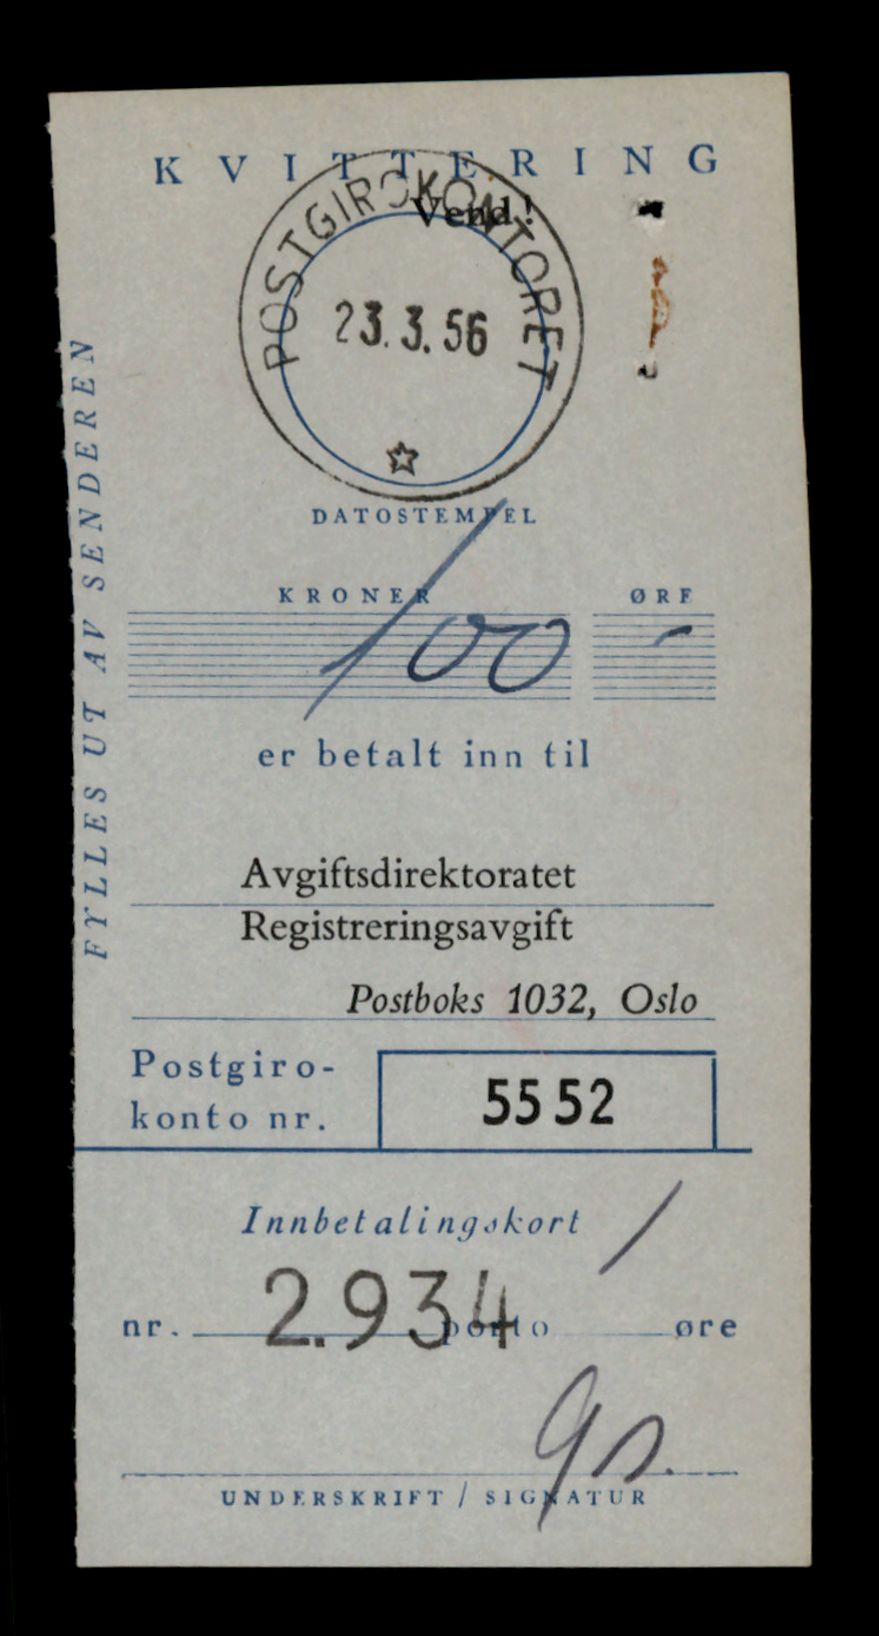 KVITTERING
Vend!
POSTGIROKONTORET
23.3.56
DATOSTEMPEL
FYLLES UT AV SENDEREN
KRONER ØRE
100 -
er betalt inn til
Avgiftsdirektoratet
Registreringsavgift
Postboks 1032, Oslo
Postgiro-
konto nr.
5552
Innbetalingskort
nr. 2.934 porto øre
UNDERSKRIFT / SIGNATUR